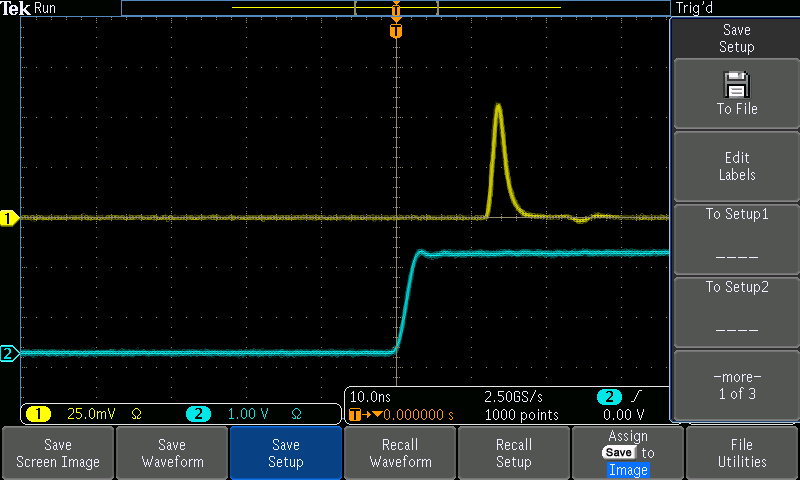 Tek Run
Trig'd
T
T
Save
Setup
To File
Edit
Labels
To Setup1
----
To Setup2
----
-more-
1 of 3
1
2
1 25.0mV Ω
2 1.00 V Ω
10.0ns
T→▼0.000000 s
2.50GS/s
1000 points
2 ʃ
0.00 V
Save
Screen Image
Save
Waveform
Save
Setup
Recall
Waveform
Recall
Setup
Assign
Save to
Image
File
Utilities